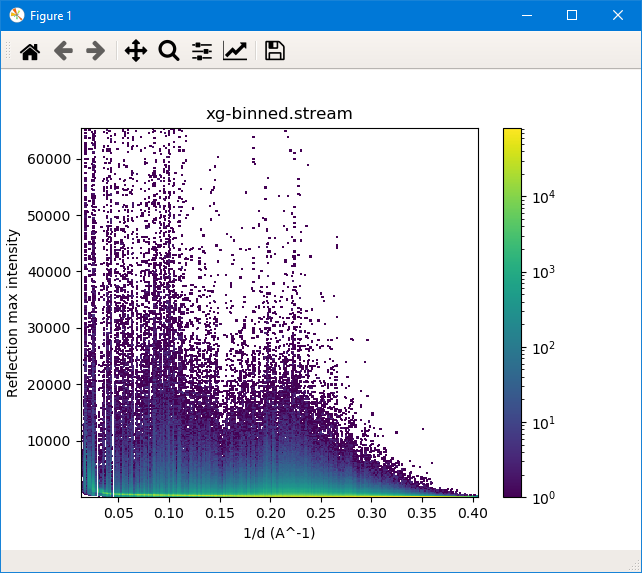 Figure 1
xg-binned.stream
Reflection max intensity
60000
50000
40000
30000
20000
10000
0.05 0.10 0.15 0.20 0.25 0.30 0.35 0.40
1/d (A^-1)
10^4
10^3
10^2
10^1
10^0